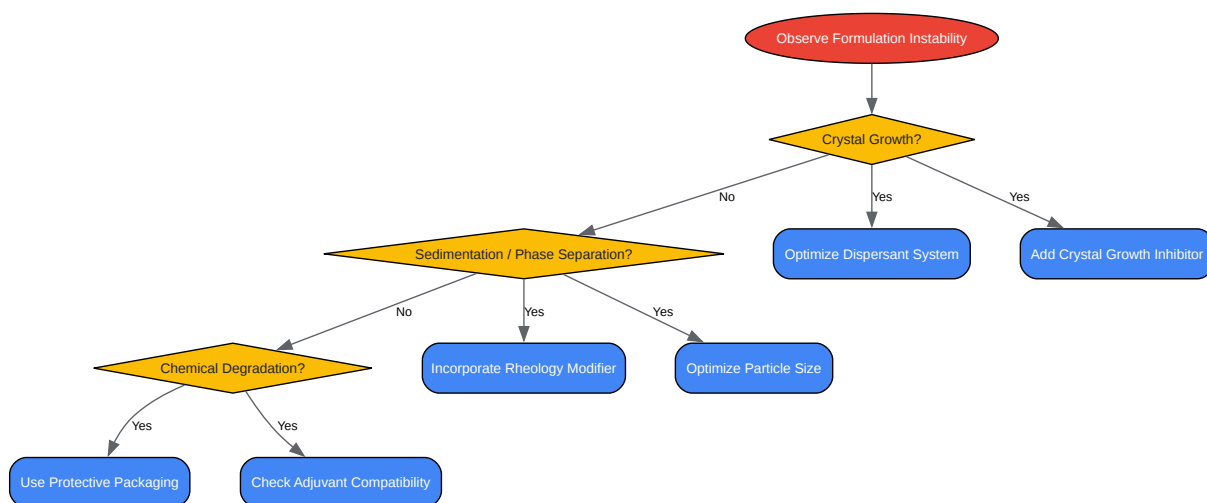 Observe Formulation Instability
Crystal Growth?
No
Yes
Yes
Sedimentation / Phase Separation?
Optimize Dispersant System
Add Crystal Growth Inhibitor
No
Yes
Yes
Chemical Degradation?
Incorporate Rheology Modifier
Optimize Particle Size
Yes
Yes
Use Protective Packaging
Check Adjuvant Compatibility